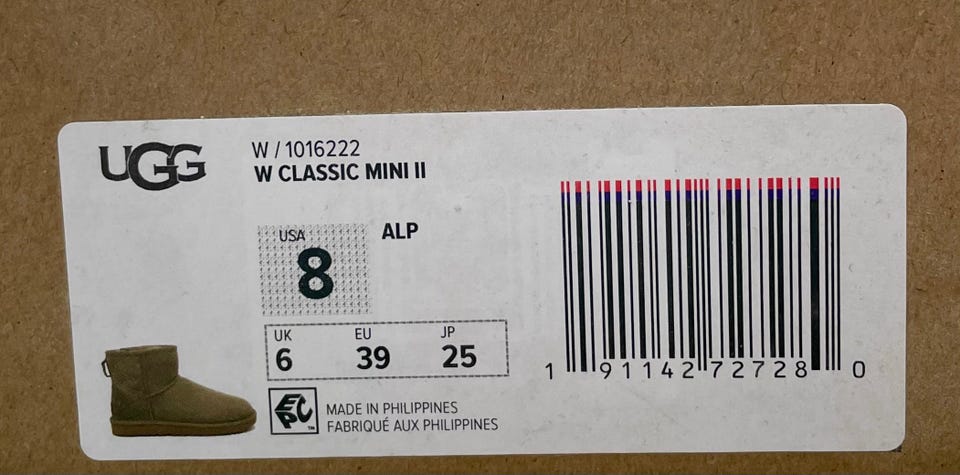 UGG
W / 1016222
W CLASSIC MINI II
USA
8
ALP
UK EU JP
6 39 25
EPC™
MADE IN PHILIPPINES
FABRIQUÉ AUX PHILIPPINES
1 91142 72728 0